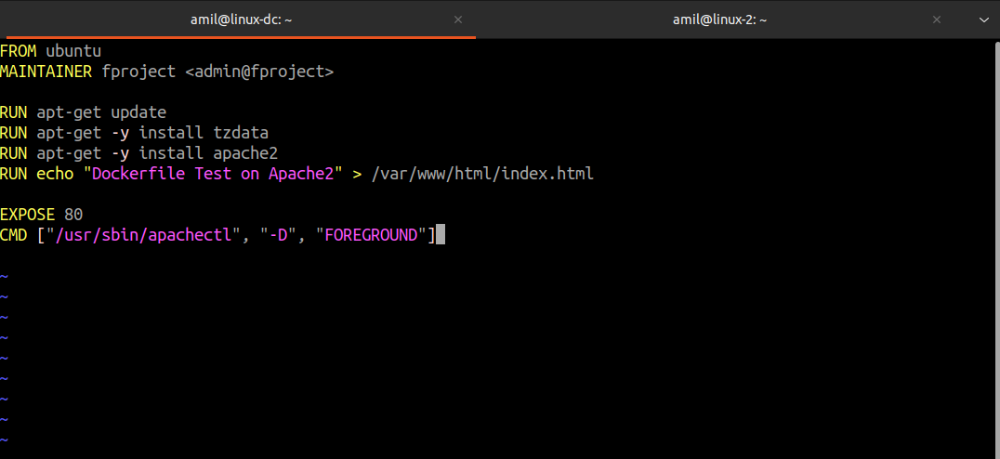 amil@linux-dc: ~ × amil@linux-2: ~ ×
FROM ubuntu
MAINTAINER fproject <admin@fproject>
RUN apt-get update
RUN apt-get -y install tzdata
RUN apt-get -y install apache2
RUN echo "Dockerfile Test on Apache2" > /var/www/html/index.html
EXPOSE 80
CMD ["/usr/sbin/apachectl", "-D", "FOREGROUND"]
~
~
~
~
~
~
~
~
~